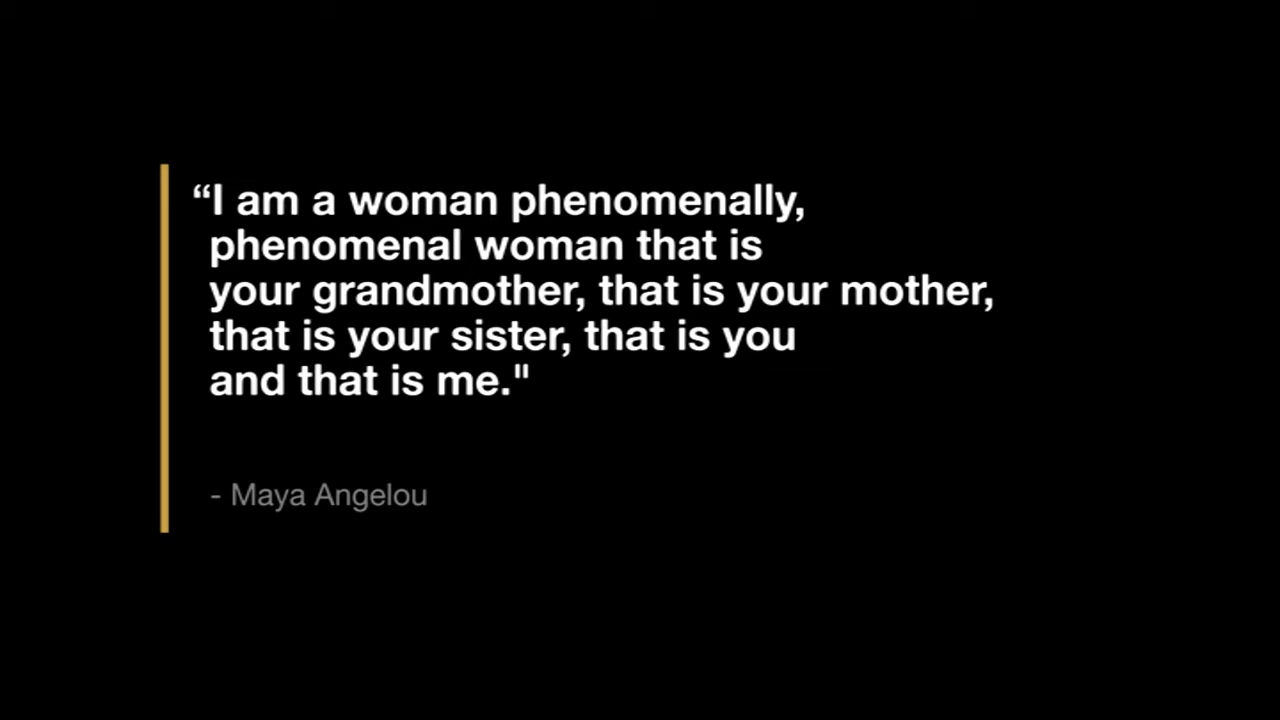 “I am a woman phenomenally,
phenomenal woman that is
your grandmother, that is your mother,
that is your sister, that is you
and that is me."
- Maya Angelou